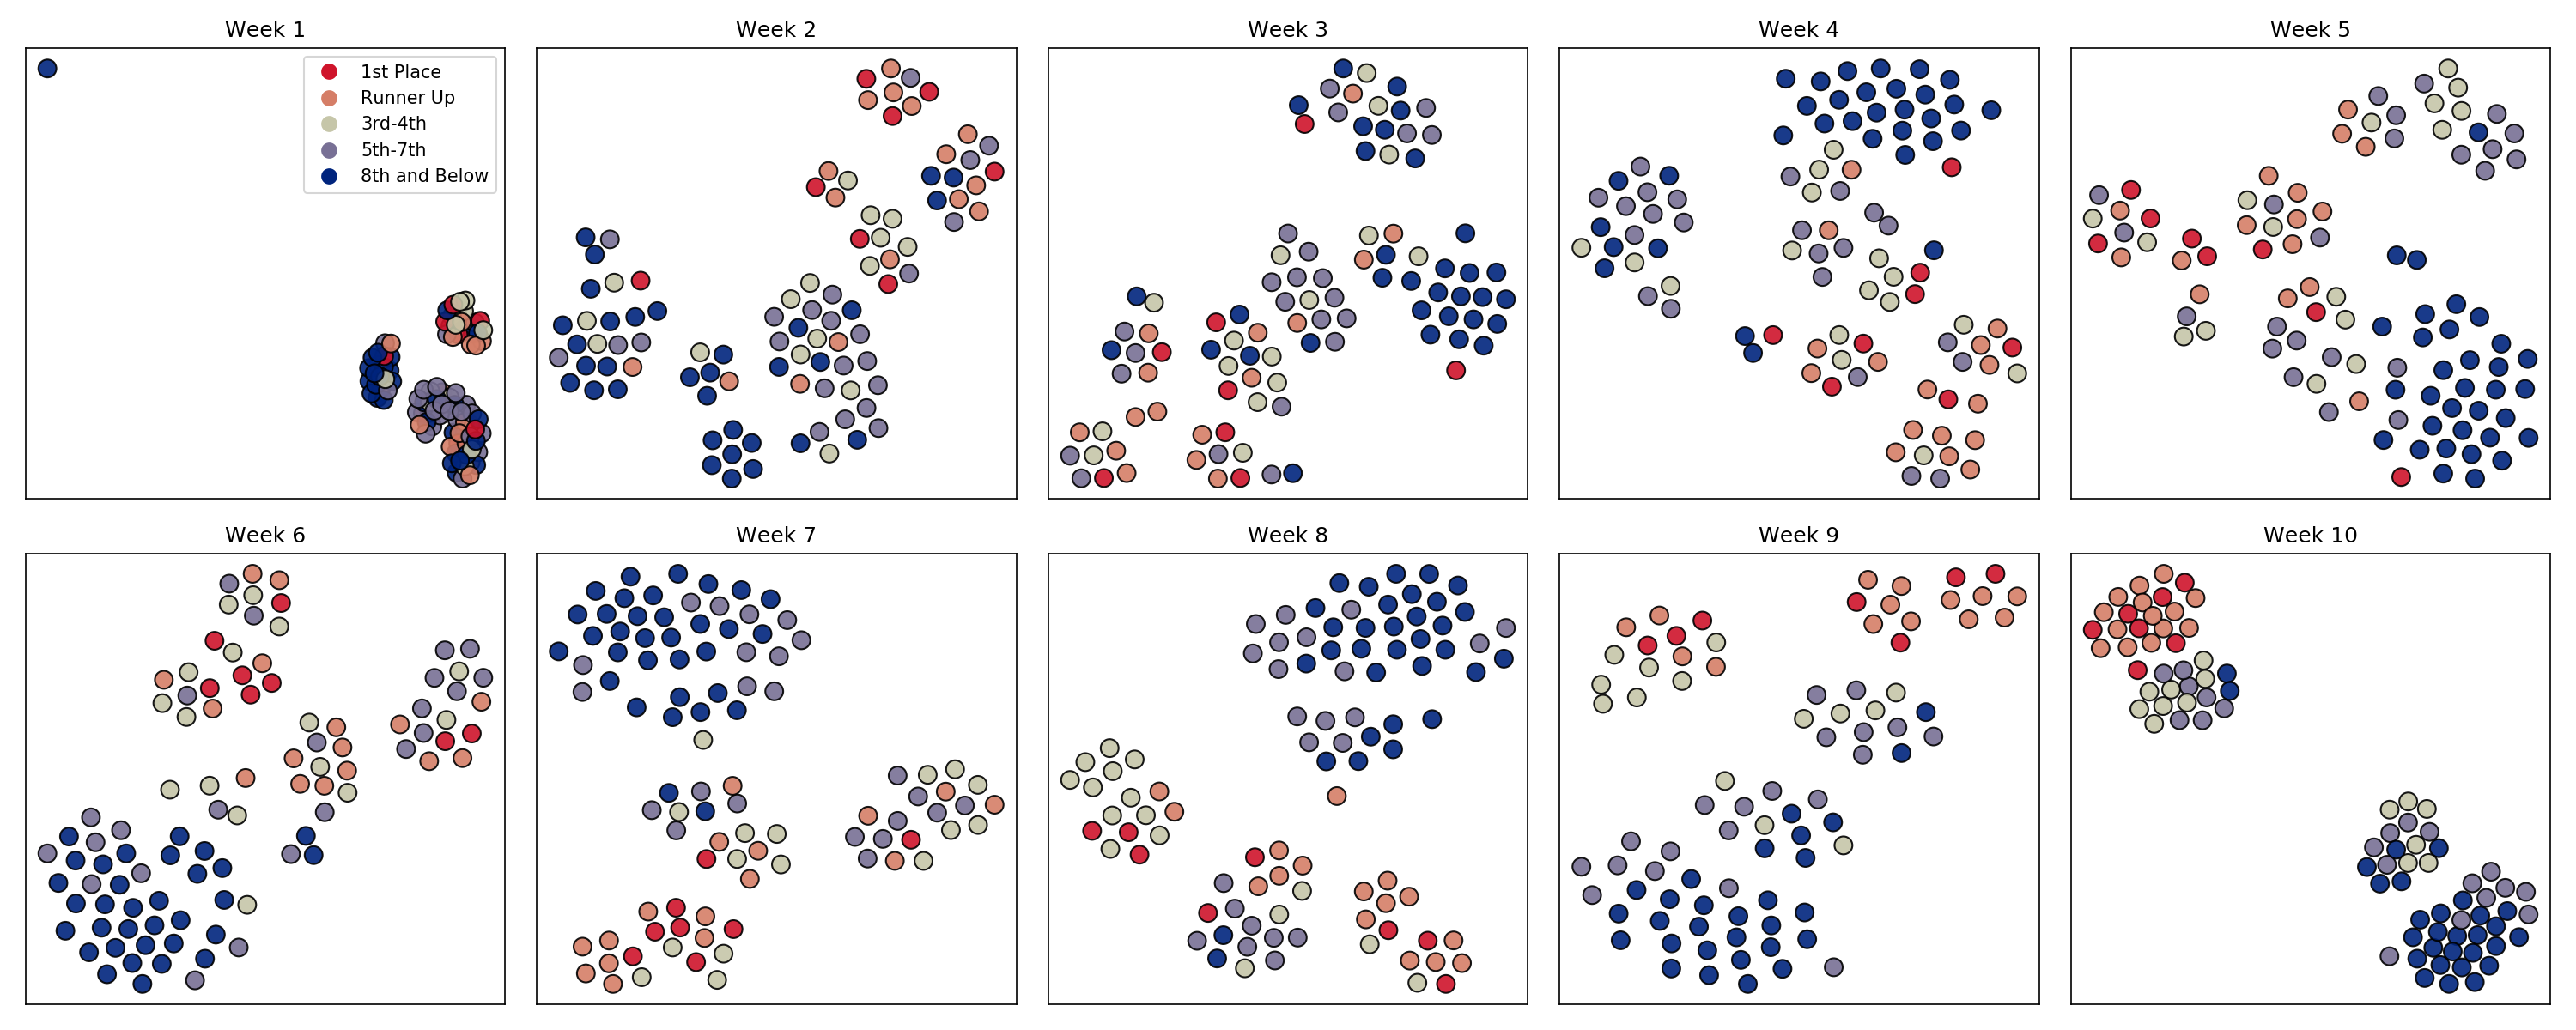 Week 1
Week 2
Week 3
Week 4
Week 5
1st Place
Runner Up
3rd-4th
5th-7th
8th and Below
Week 6
Week 7
Week 8
Week 9
Week 10